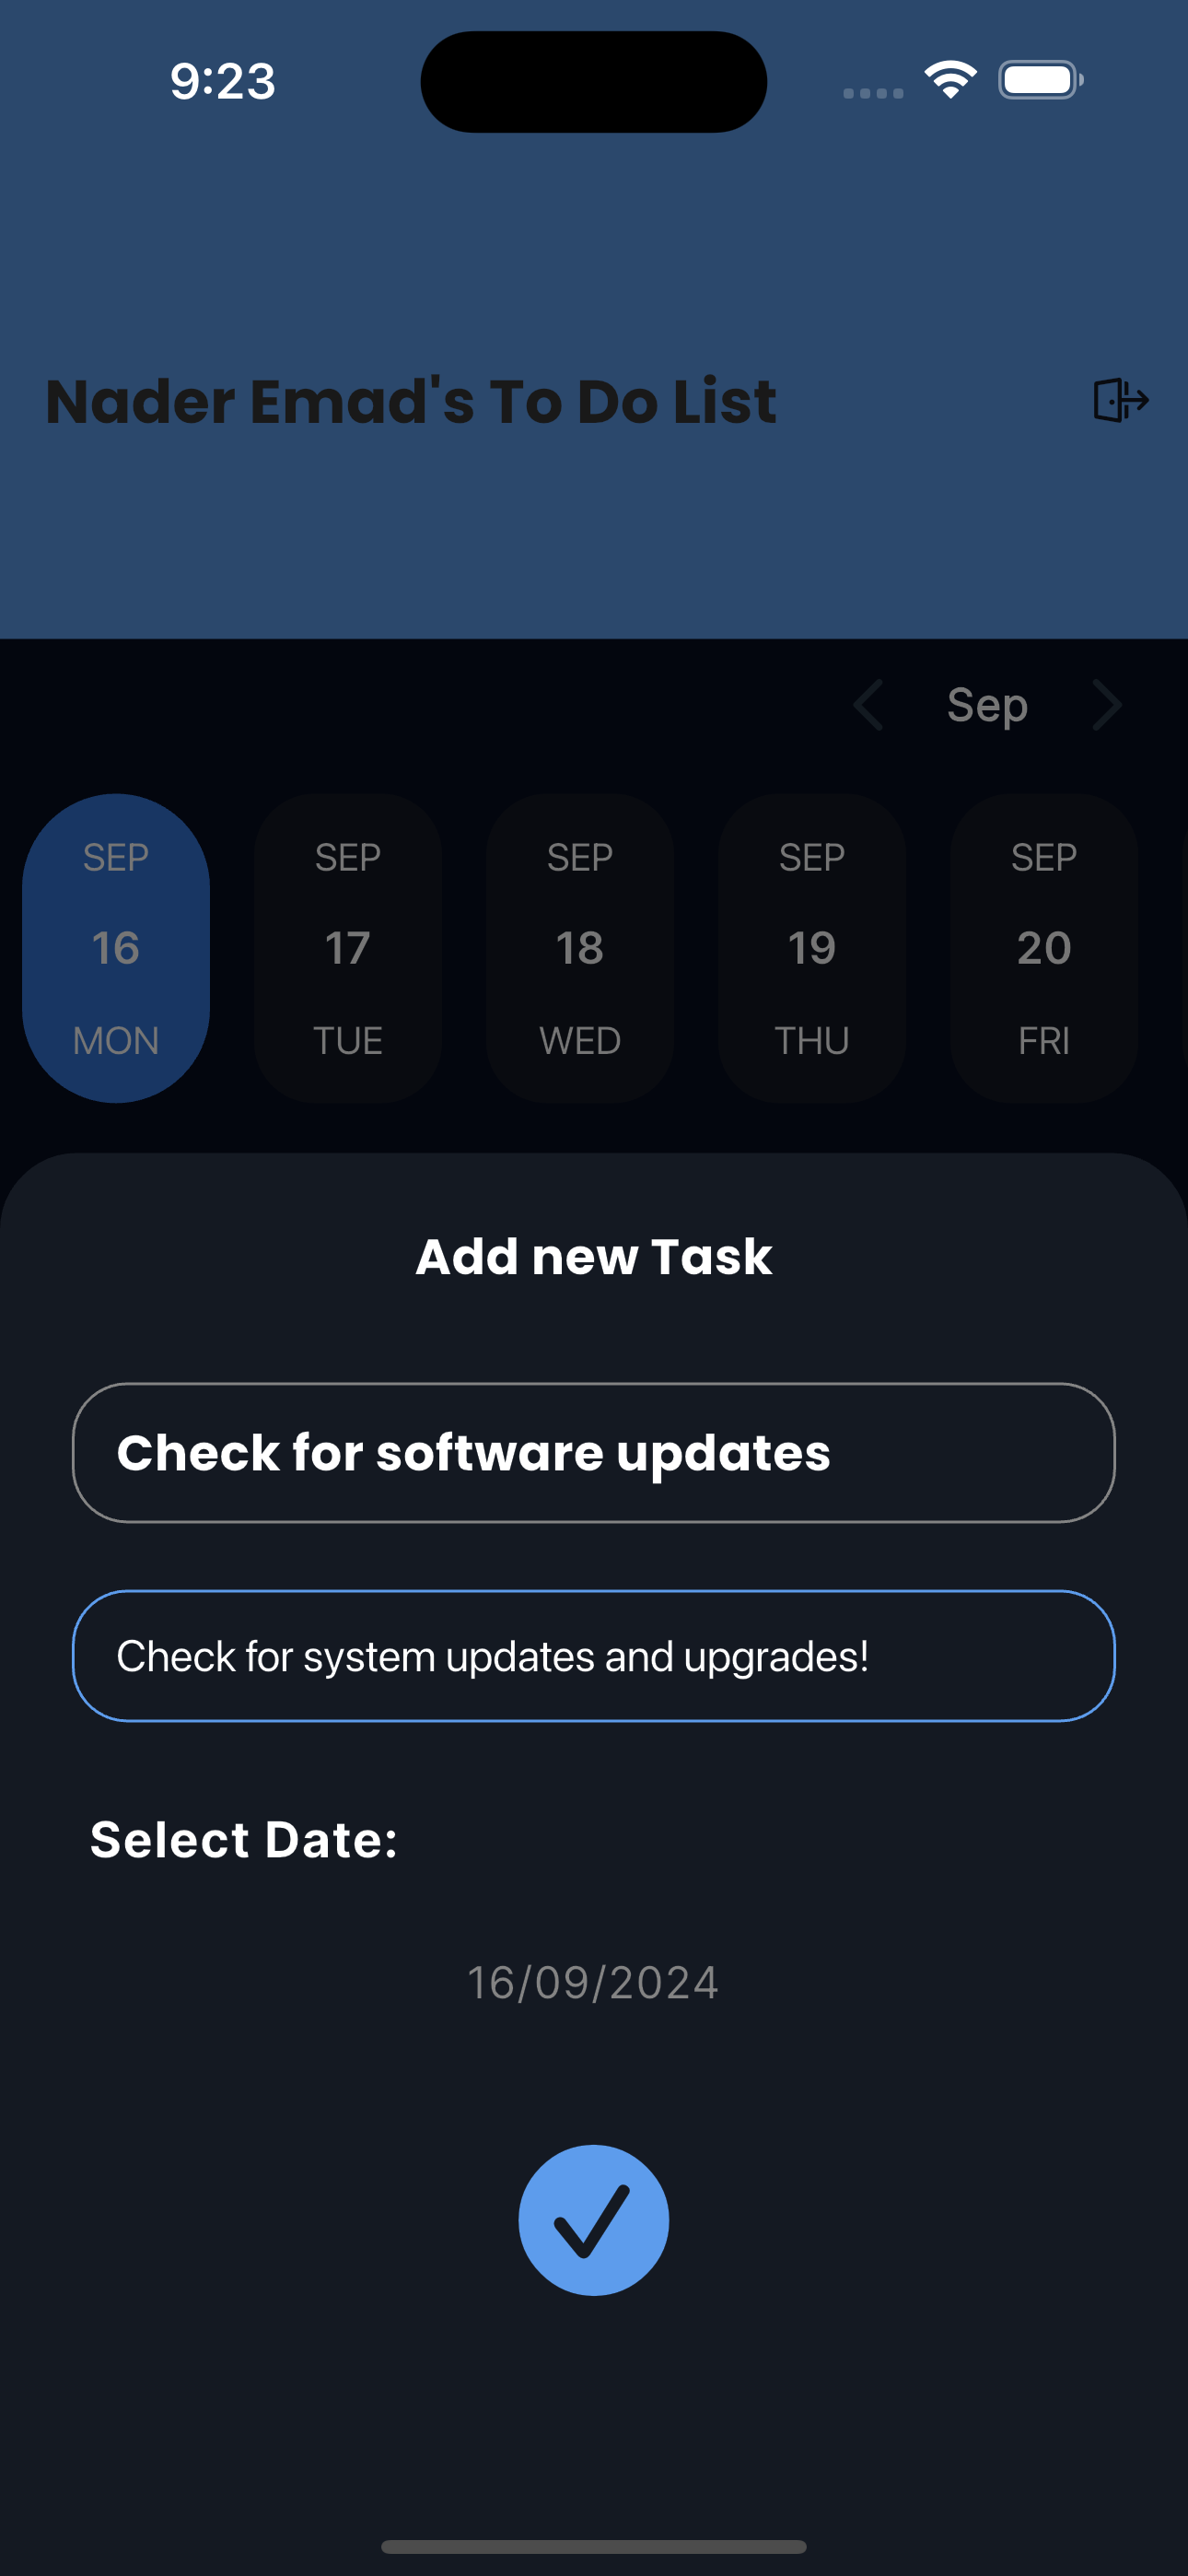 9:23
Nader Emad's To Do List
Sep
SEP SEP SEP SEP SEP
16 17 18 19 20
MON TUE WED THU FRI
Add new Task
Check for software updates
Check for system updates and upgrades!
Select Date:
16/09/2024